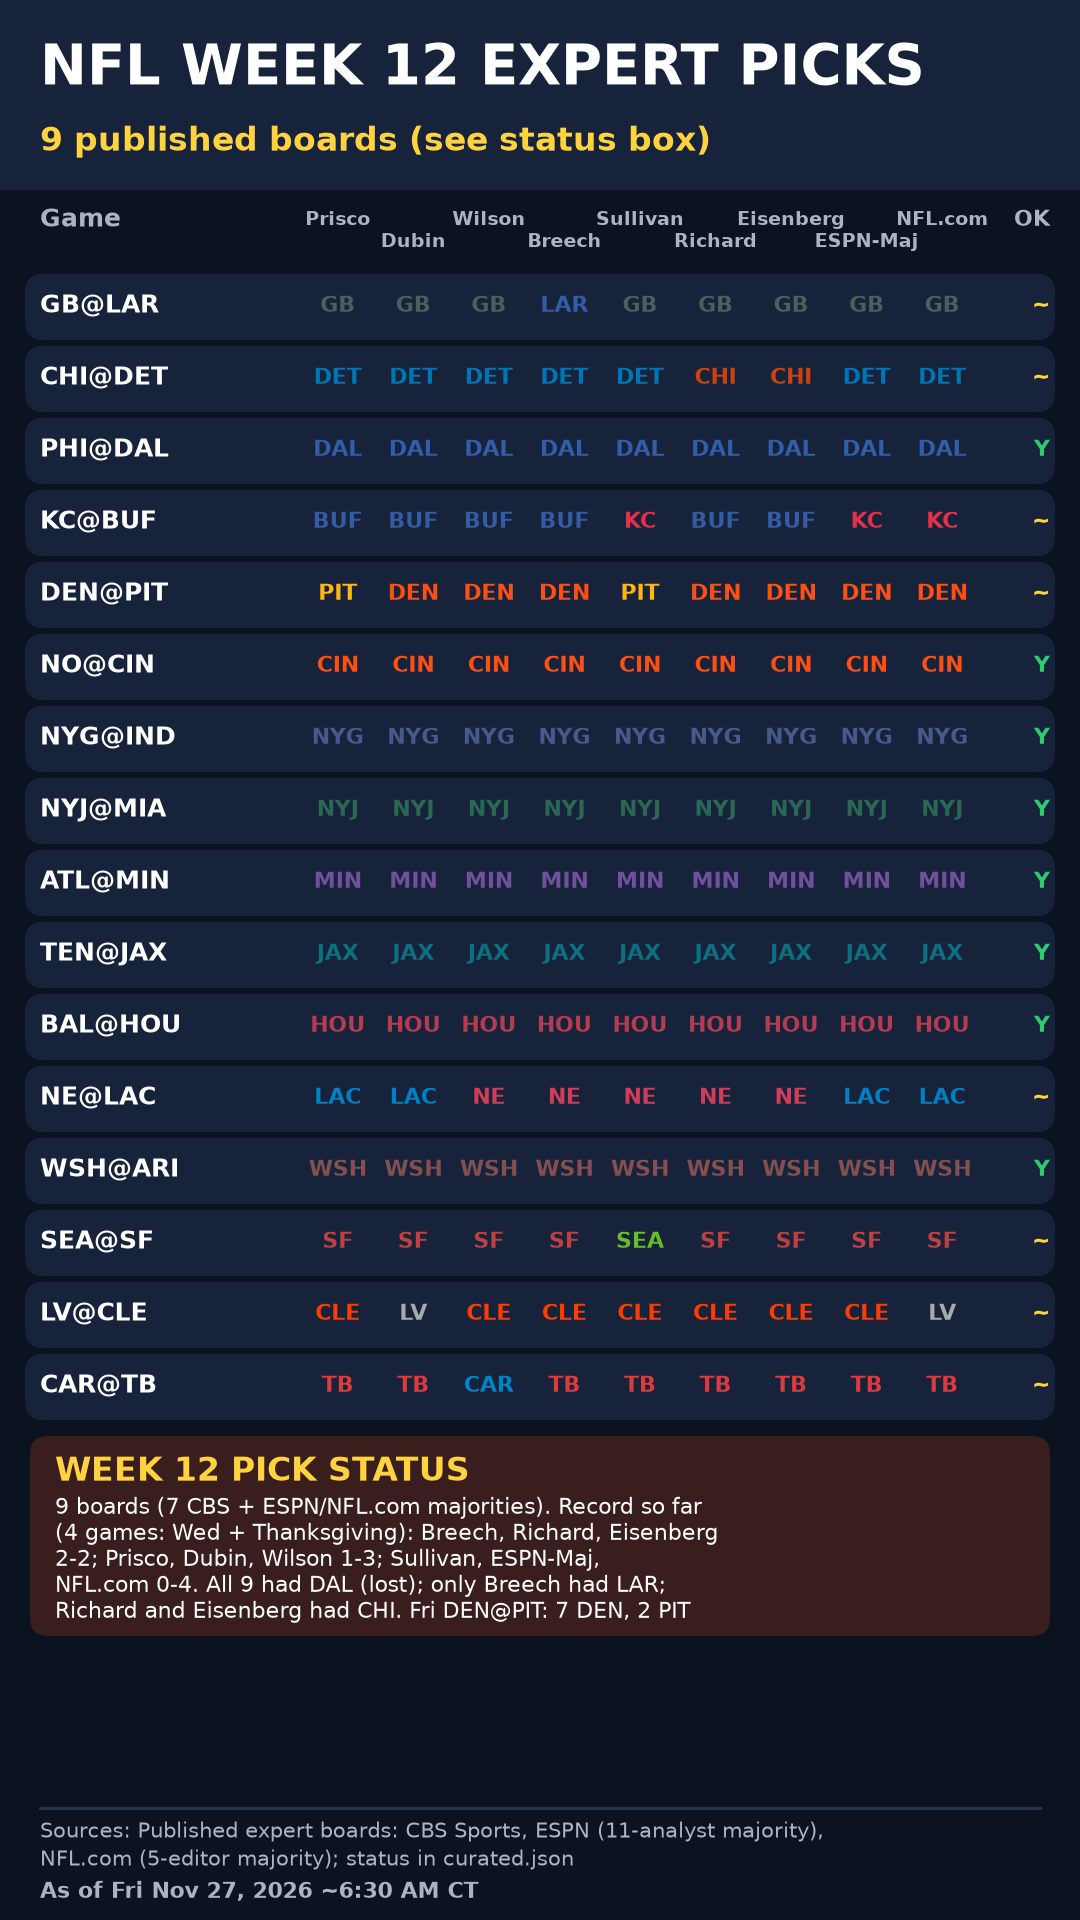 NFL WEEK 12 EXPERT PICKS
9 published boards (see status box)
Game Prisco Dubin Wilson Breech Sullivan Richard Eisenberg ESPN-Maj NFL.com OK
GB@LAR GB GB GB LAR GB GB GB GB GB ~
CHI@DET DET DET DET DET DET CHI CHI DET DET ~
PHI@DAL DAL DAL DAL DAL DAL DAL DAL DAL DAL Y
KC@BUF BUF BUF BUF BUF KC BUF BUF KC KC ~
DEN@PIT PIT DEN DEN DEN PIT DEN DEN DEN DEN ~
NO@CIN CIN CIN CIN CIN CIN CIN CIN CIN CIN Y
NYG@IND NYG NYG NYG NYG NYG NYG NYG NYG NYG Y
NYJ@MIA NYJ NYJ NYJ NYJ NYJ NYJ NYJ NYJ NYJ Y
ATL@MIN MIN MIN MIN MIN MIN MIN MIN MIN MIN Y
TEN@JAX JAX JAX JAX JAX JAX JAX JAX JAX JAX Y
BAL@HOU HOU HOU HOU HOU HOU HOU HOU HOU HOU Y
NE@LAC LAC LAC NE NE NE NE NE LAC LAC ~
WSH@ARI WSH WSH WSH WSH WSH WSH WSH WSH WSH Y
SEA@SF SF SF SF SF SEA SF SF SF SF ~
LV@CLE CLE LV CLE CLE CLE CLE CLE CLE LV ~
CAR@TB TB TB CAR TB TB TB TB TB TB ~
WEEK 12 PICK STATUS
9 boards (7 CBS + ESPN/NFL.com majorities). Record so far
(4 games: Wed + Thanksgiving): Breech, Richard, Eisenberg
2-2; Prisco, Dubin, Wilson 1-3; Sullivan, ESPN-Maj,
NFL.com 0-4. All 9 had DAL (lost); only Breech had LAR;
Richard and Eisenberg had CHI. Fri DEN@PIT: 7 DEN, 2 PIT
Sources: Published expert boards: CBS Sports, ESPN (11-analyst majority),
NFL.com (5-editor majority); status in curated.json
As of Fri Nov 27, 2026 ~6:30 AM CT